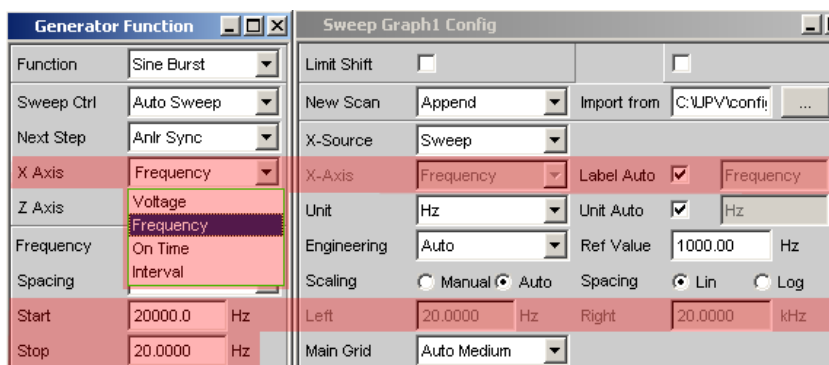 Generator Function
Function Sine Burst
Sweep Ctrl Auto Sweep
Next Step Anlr Sync
X Axis Frequency
Z Axis
Voltage
Frequency
On Time
Interval
Frequency
Spacing
Start 20000.0 Hz
Stop 20.0000 Hz
Sweep Graph1 Config
Limit Shift
New Scan Append Import from C:\UPV\config ...
X-Source Sweep
X-Axis Frequency Label Auto Frequency
Unit Hz Unit Auto Hz
Engineering Auto Ref Value 1000.00 Hz
Scaling Manual Auto Spacing Lin Log
Left 20.0000 Hz Right 20.0000 kHz
Main Grid Auto Medium